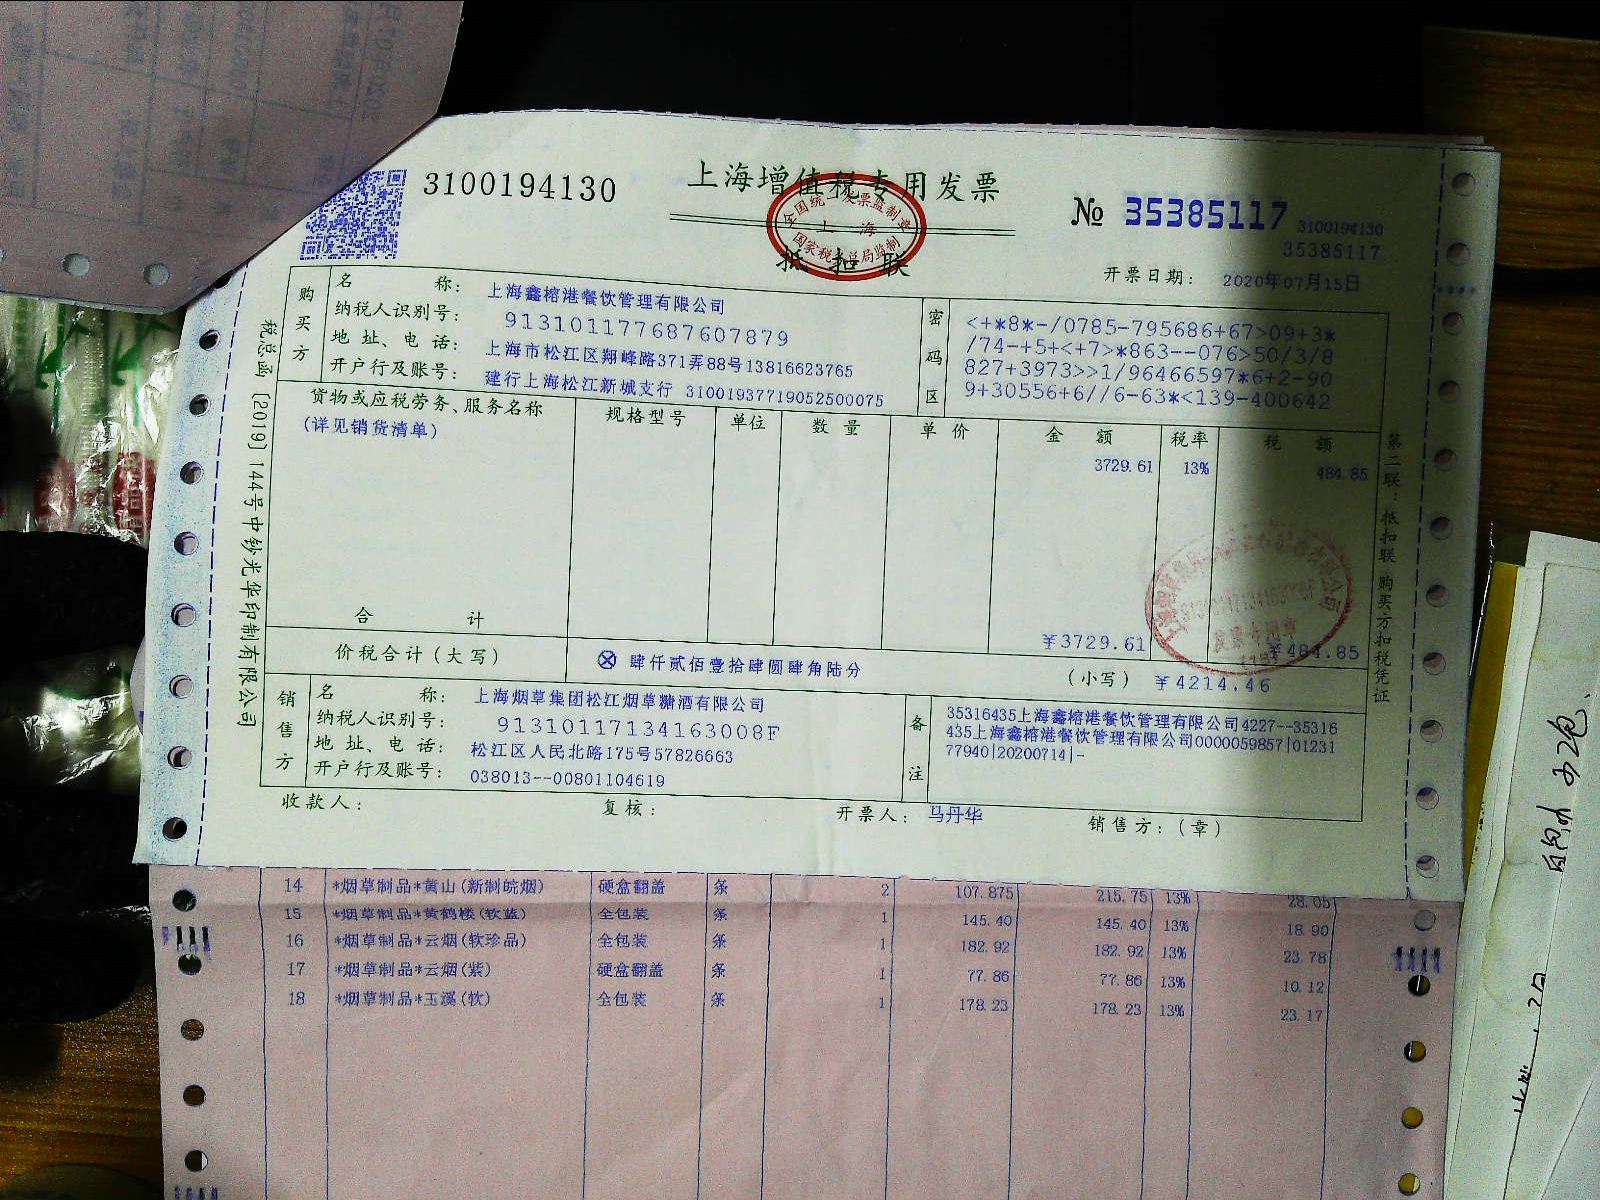 3100194130
上海增值税专用发票
全国统一发票监制章
上海
国家税务总局监制
抵扣联
№ 35385117
3100194130
35385117
开票日期： 2020年07月15日
税总函〔2019〕144号中钞光华印制有限公司
购买方
名 称： 上海鑫榕港餐饮管理有限公司
纳税人识别号： 913101177687607879
地 址、电 话： 上海市松江区翔峰路371弄88号13816623765
开户行及账号： 建行上海松江新城支行 31001937719052500075
密码区
<+*8*-/0785-795686+67>09+3*
/74-+5+<+7>*863--076>50/3/8
827+3973>>1/96466597*6+2-90
9+30556+6//6-63*<139-400642
货物或应税劳务、服务名称 规格型号 单位 数 量 单 价 金 额 税率 税 额
(详见销货清单) 3729.61 13% 484.85
合 计 ￥3729.61 ￥484.85
价税合计（大写） ⊗ 肆仟贰佰壹拾肆圆肆角陆分 （小写） ￥4214.46
销售方
名 称： 上海烟草集团松江烟草糖酒有限公司
纳税人识别号： 91310117134163008F
地 址、电 话： 松江区人民北路175号57826663
开户行及账号： 038013--00801104619
备注
35316435上海鑫榕港餐饮管理有限公司4227--35316
435上海鑫榕港餐饮管理有限公司0000059857|01231
77940|20200714|-
收款人： 复核： 开票人： 马丹华 销售方：（章）
第二联：抵扣联 购买方扣税凭证
14 *烟草制品*黄山(新制皖烟) 硬盒翻盖 条 2 107.875 215.75 13% 28.05
15 *烟草制品*黄鹤楼(软蓝) 全包装 条 1 145.40 145.40 13% 18.90
16 *烟草制品*云烟(软珍品) 全包装 条 1 182.92 182.92 13% 23.78
17 *烟草制品*云烟(紫) 硬盒翻盖 条 1 77.86 77.86 13% 10.12
18 *烟草制品*玉溪(软) 全包装 条 1 178.23 178.23 13% 23.17